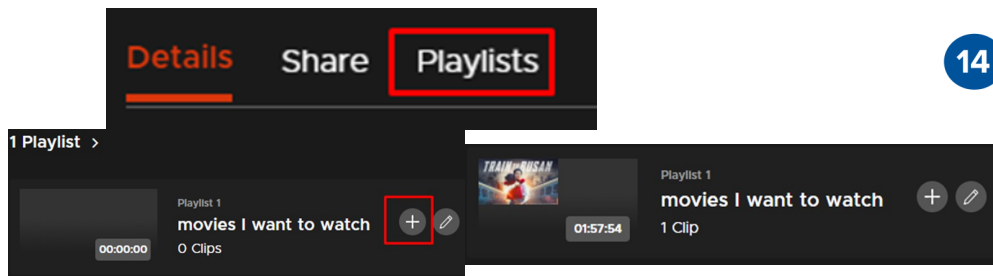 Details Share Playlists
14
1 Playlist >
Playlist 1
movies I want to watch
00:00:00 0 Clips
TRAIN TO BUSAN
Playlist 1
movies I want to watch
01:57:54 1 Clip